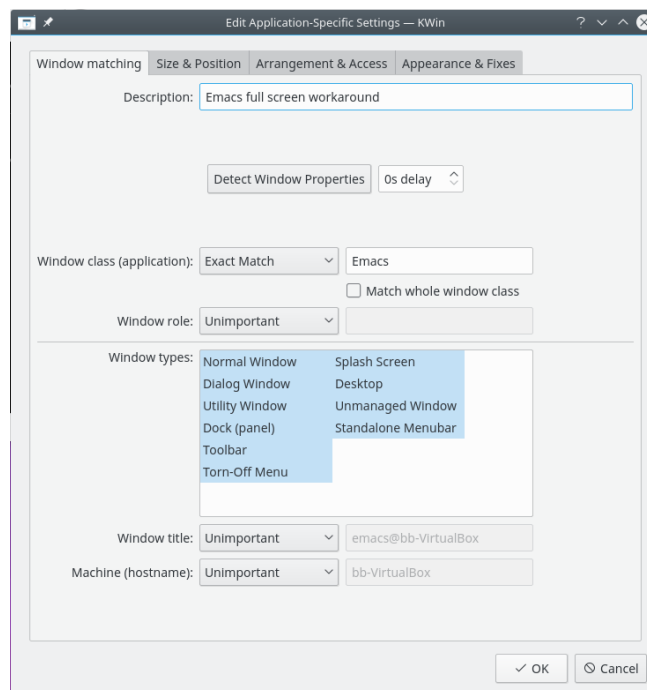 Edit Application-Specific Settings — KWin
Window matching Size & Position Arrangement & Access Appearance & Fixes
Description: Emacs full screen workaround
Detect Window Properties 0s delay
Window class (application): Exact Match Emacs
Match whole window class
Window role: Unimportant
Window types: Normal Window Splash Screen
Dialog Window Desktop
Utility Window Unmanaged Window
Dock (panel) Standalone Menubar
Toolbar
Torn-Off Menu
Window title: Unimportant emacs@bb-VirtualBox
Machine (hostname): Unimportant bb-VirtualBox
OK Cancel